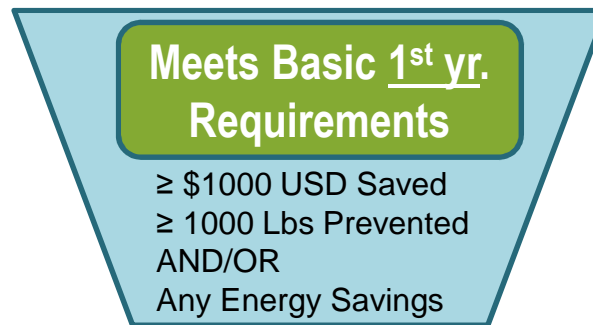 Meets Basic 1st yr.
Requirements
≥ $1000 USD Saved
≥ 1000 Lbs Prevented
AND/OR
Any Energy Savings